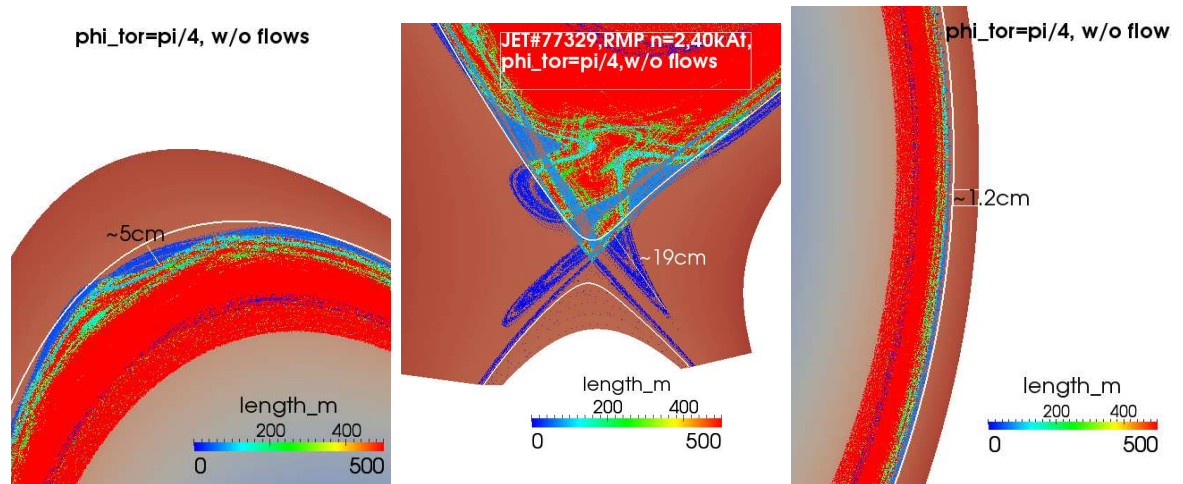 phi_tor=pi/4, w/o flows
~5cm
length_m
200 400
0 500
JET#77329,RMP n=2,40kAt,
phi_tor=pi/4,w/o flows
~19cm
length_m
200 400
0 500
phi_tor=pi/4, w/o flow
~1.2cm
length_m
200 400
0 500